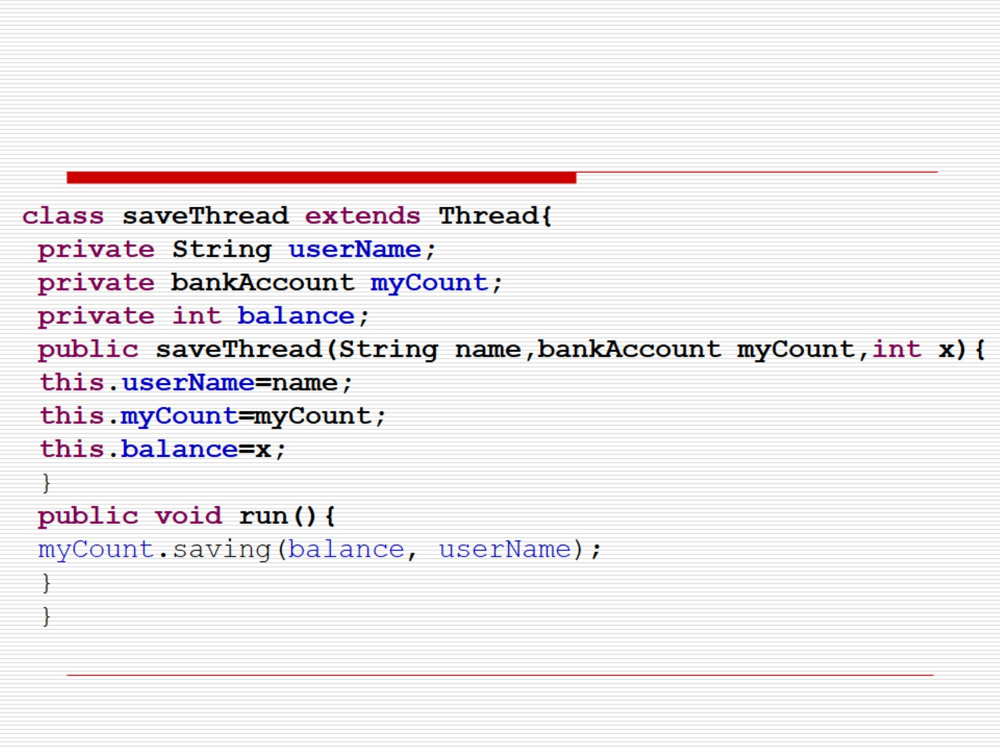 class saveThread extends Thread{
private String userName;
private bankAccount myCount;
private int balance;
public saveThread(String name,bankAccount myCount,int x){
this.userName=name;
this.myCount=myCount;
this.balance=x;
}
public void run(){
myCount.saving(balance, userName);
}
}